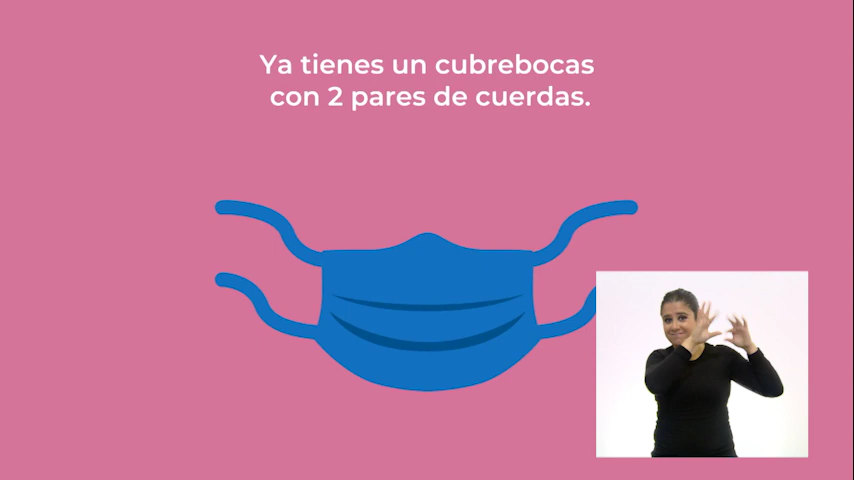 Ya tienes un cubrebocas
con 2 pares de cuerdas.